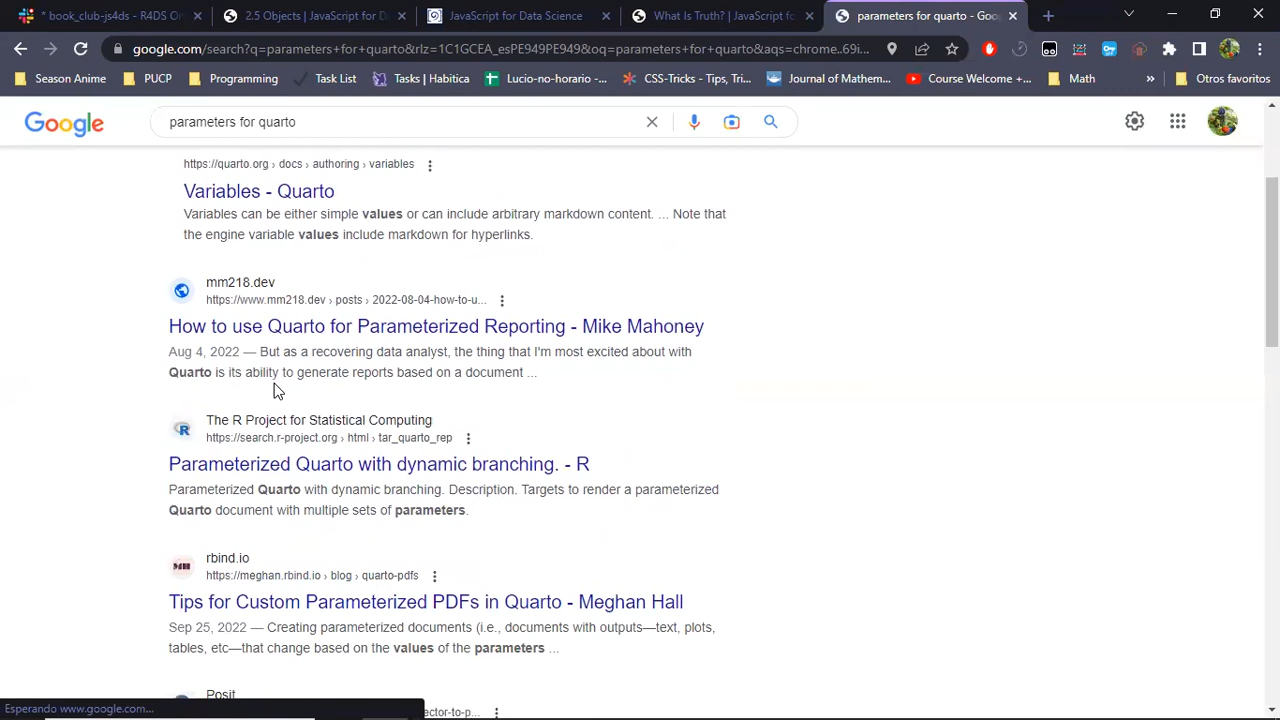 * book_club-js4ds - R4DS O
2.5 Objects | JavaScript for D
JavaScript for Data Science
What Is Truth? | JavaScript fo
parameters for quarto - Goo
google.com/search?q=parameters+for+quarto&rlz=1C1GCEA_esPE949PE949&oq=parameters+for+quarto&aqs=chrome..69i...
Season Anime
PUCP
Programming
Task List
Tasks | Habitica
Lucio-no-horario -...
CSS-Tricks - Tips, Tri...
Journal of Mathem...
Course Welcome +...
Math
»
Otros favoritos
Google
parameters for quarto
https://quarto.org › docs › authoring › variables
Variables - Quarto
Variables can be either simple values or can include arbitrary markdown content. ... Note that
the engine variable values include markdown for hyperlinks.
mm218.dev
https://www.mm218.dev › posts › 2022-08-04-how-to-u...
How to use Quarto for Parameterized Reporting - Mike Mahoney
Aug 4, 2022 — But as a recovering data analyst, the thing that I'm most excited about with
Quarto is its ability to generate reports based on a document ...
The R Project for Statistical Computing
https://search.r-project.org › html › tar_quarto_rep
Parameterized Quarto with dynamic branching. - R
Parameterized Quarto with dynamic branching. Description. Targets to render a parameterized
Quarto document with multiple sets of parameters.
rbind.io
https://meghan.rbind.io › blog › quarto-pdfs
Tips for Custom Parameterized PDFs in Quarto - Meghan Hall
Sep 25, 2022 — Creating parameterized documents (i.e., documents with outputs—text, plots,
tables, etc—that change based on the values of the parameters ...
Posit
ector-to-p...
Esperando www.google.com...